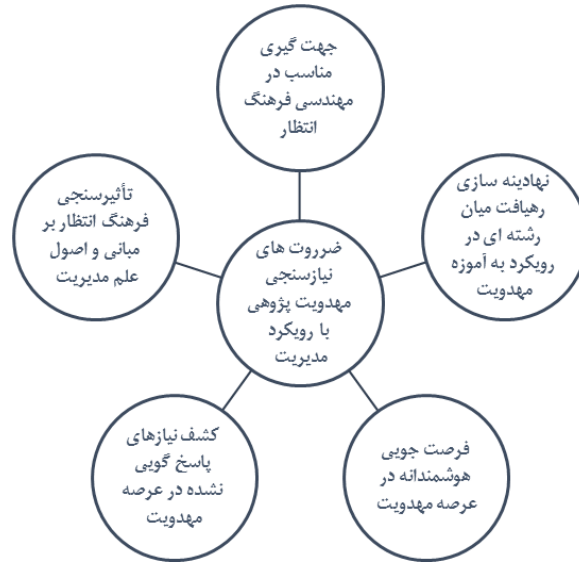 جهت گیری
مناسب در
مهندسی فرهنگ
انتظار
نهادینه سازی
رهیافت میان
رشته ای در
رویکرد به آموزه
مهدویت
تأثیرسنجی
فرهنگ انتظار بر
مبانی و اصول
علم مدیریت
ضرروت های
نیازسنجی
مهدویت پژوهی
با رویکرد
مدیریت
فرصت جویی
هوشمندانه در
عرصه مهدویت
کشف نیازهای
پاسخ گویی
نشده در عرصه
مهدویت